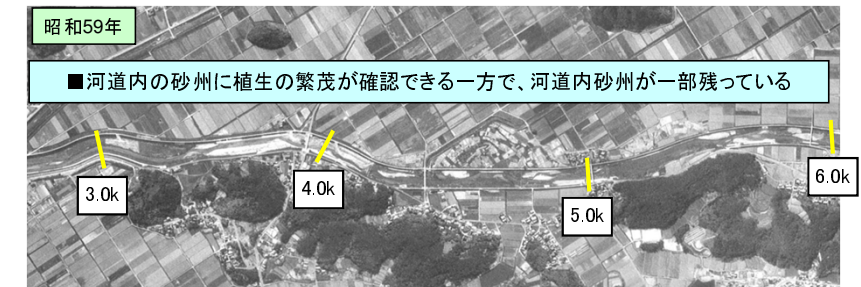 昭和59年
■河道内の砂州に植生の繁茂が確認できる一方で、河道内砂州が一部残っている
3.0k
4.0k
5.0k
6.0k